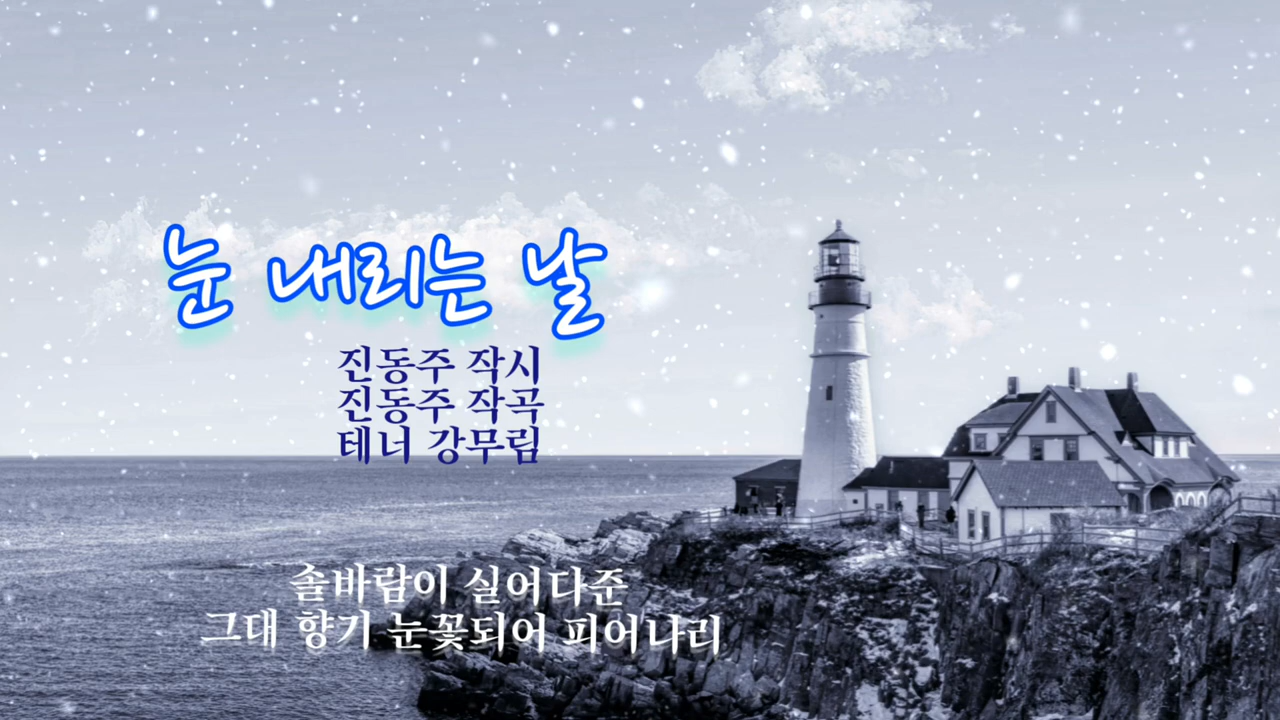 눈 내리는 날
진동주 작시
진동주 작곡
테너 강무림
솔바람이 실어다준
그대 향기 눈꽃되어 피어나리